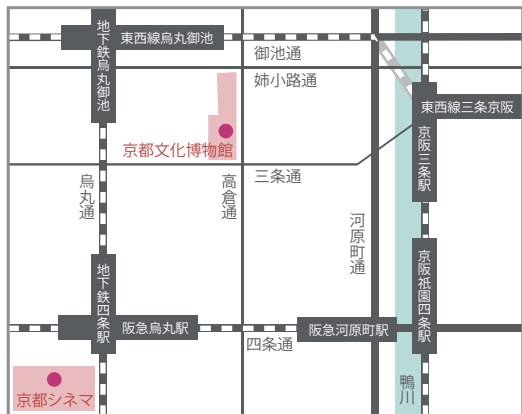 地下鉄烏丸御池
東西線烏丸御池
御池通
姉小路通
東西線三条京阪
京都文化博物館
京阪三条駅
三条通
烏丸通
高倉通
河原町通
地下鉄四条駅
京阪祇園四条駅
阪急烏丸駅
阪急河原町駅
四条通
京都シネマ
鴨川